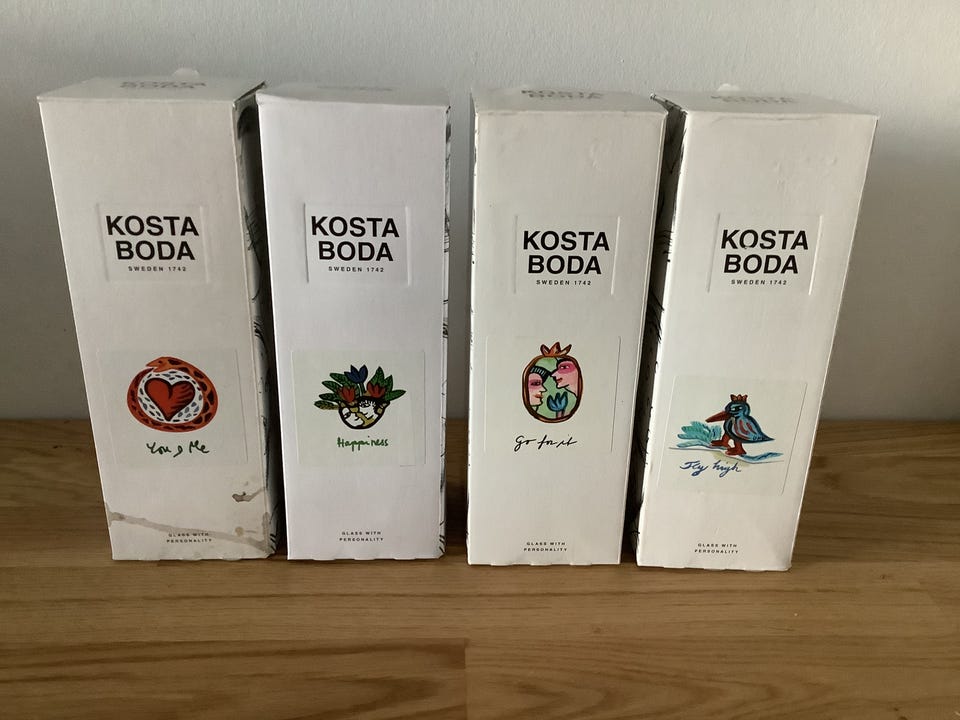 KOSTA
BODA
SWEDEN 1742
You & Me
GLASS WITH
PERSONALITY
KOSTA
BODA
SWEDEN 1742
Happiness
GLASS WITH
PERSONALITY
KOSTA
BODA
SWEDEN 1742
Go for it
GLASS WITH
PERSONALITY
KOSTA
BODA
SWEDEN 1742
Fly high
GLASS WITH
PERSONALITY